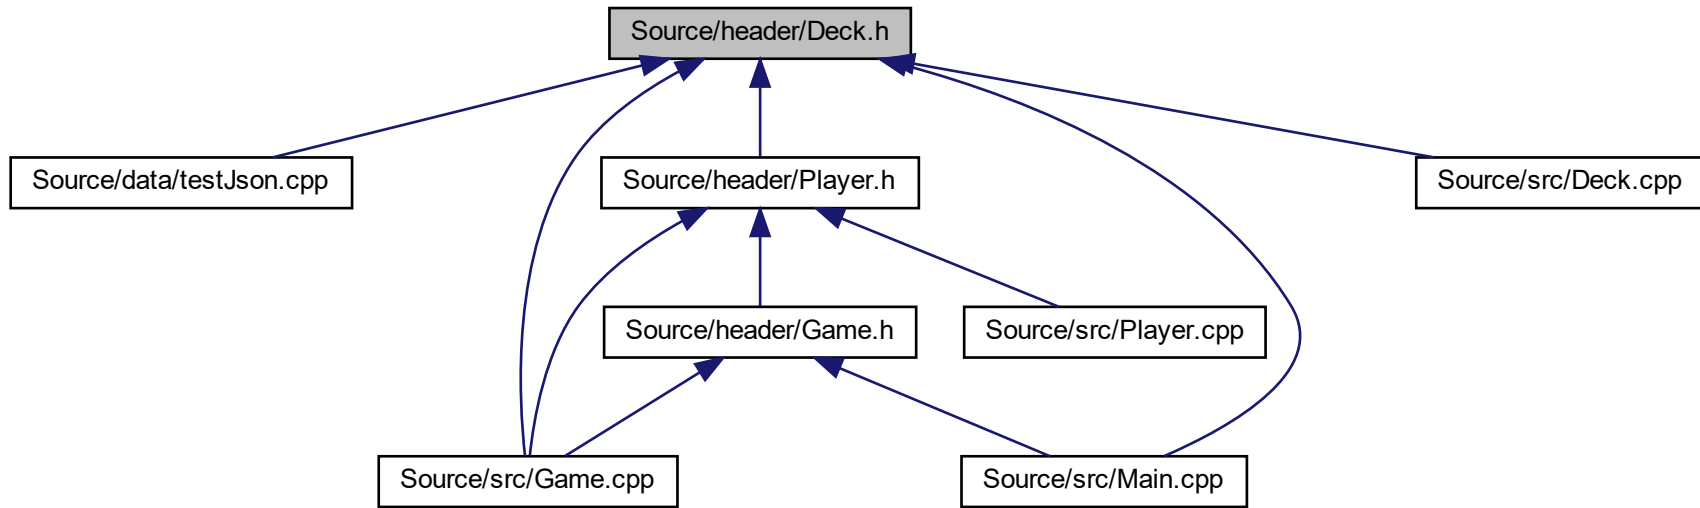 Source/header/Deck.h
Source/data/testJson.cpp
Source/header/Player.h
Source/src/Deck.cpp
Source/header/Game.h
Source/src/Player.cpp
Source/src/Game.cpp
Source/src/Main.cpp